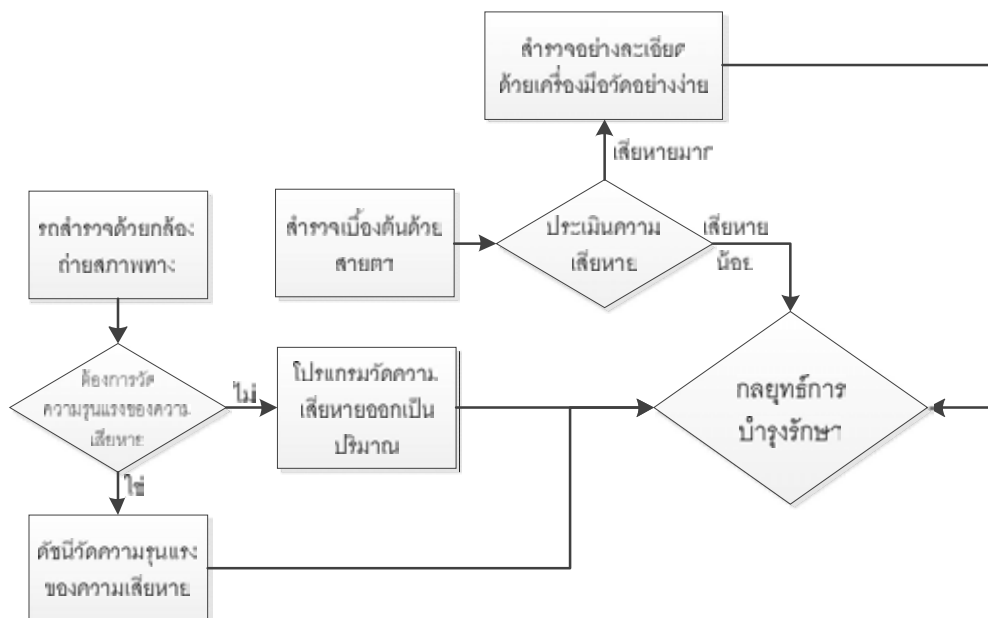 สำรวจอย่างละเอียด
ด้วยเครื่องมือวัดอย่างง่าย
เสียหายมาก
รถสำรวจด้วยกล้อง
ถ่ายสภาพทาง
สำรวจเบื้องต้นด้วย
สายตา
ประเมินความ
เสียหาย
เสียหาย
น้อย
ต้องการวัด
ความรุนแรงของความ
เสียหาย
ไม่
โปรแกรมวัดความ
เสียหายออกเป็น
ปริมาณ
กลยุทธ์การ
บำรุงรักษา
ใช่
ดัชนีวัดความรุนแรง
ของความเสียหาย